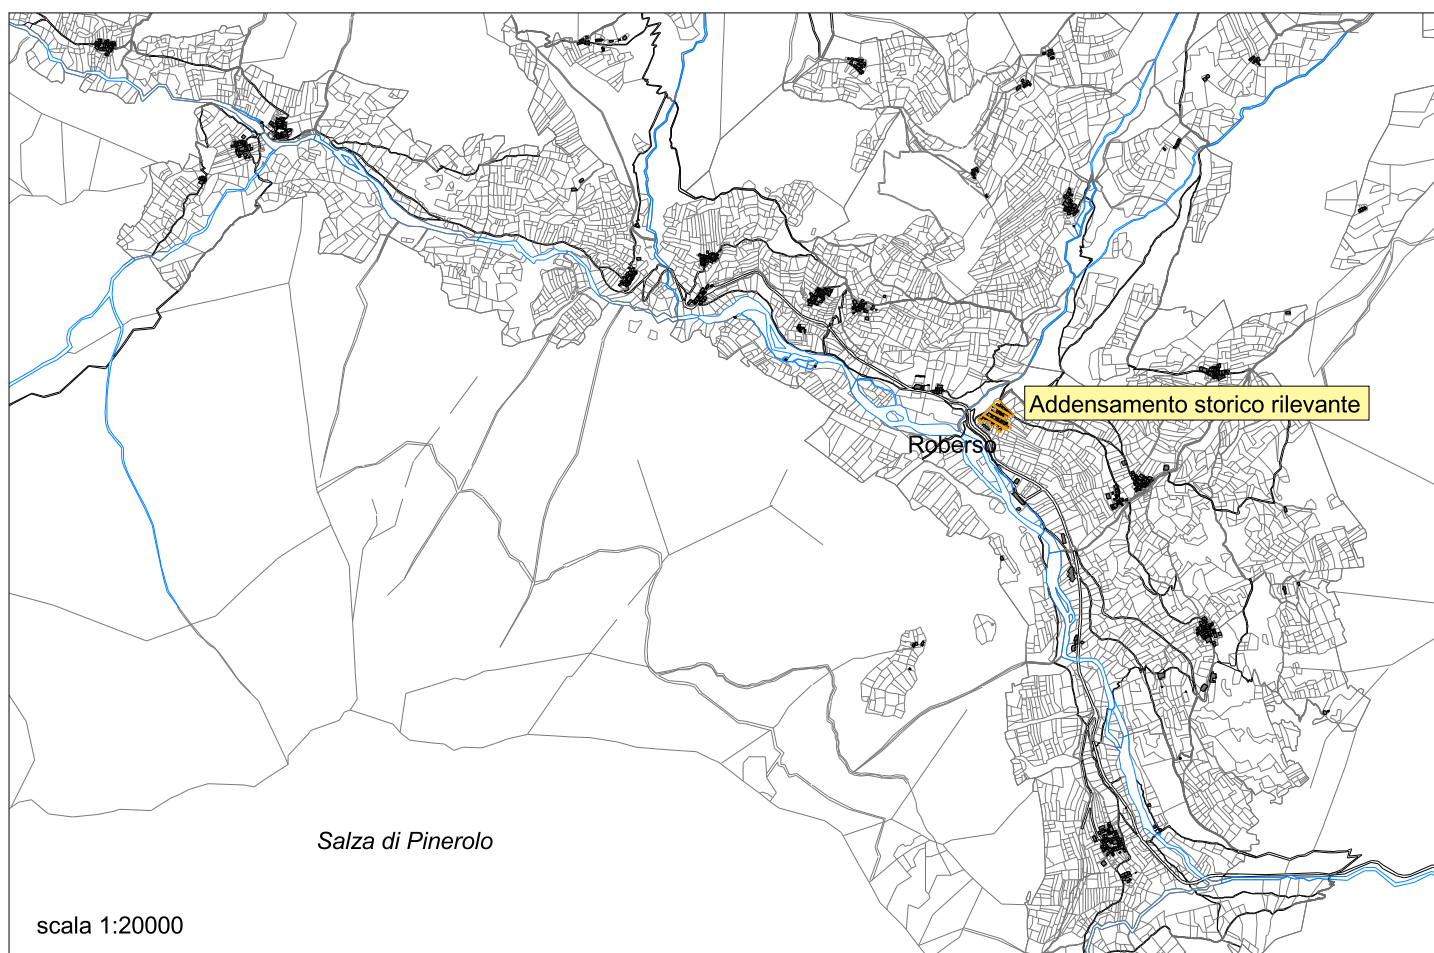 Addensamento storico rilevante
Roberso
Salza di Pinerolo
scala 1:20000